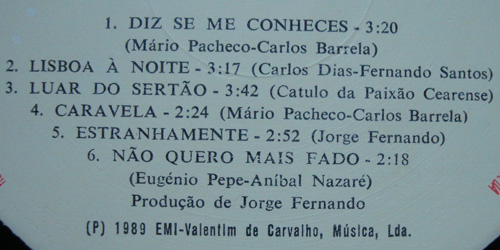 1. DIZ SE ME CONHECES - 3:20
(Mário Pacheco-Carlos Barrela)
2. LISBOA À NOITE - 3:17 (Carlos Dias-Fernando Santos)
3. LUAR DO SERTÃO - 3:42 (Catulo da Paixão Cearense)
4. CARAVELA - 2:24 (Mário Pacheco-Carlos Barrela)
5. ESTRANHAMENTE - 2:52 (Jorge Fernando)
6. NÃO QUERO MAIS FADO - 2:18
(Eugénio Pepe-Aníbal Nazaré)
Produção de Jorge Fernando
(P) 1989 EMI-Valentim de Carvalho, Música, Lda.